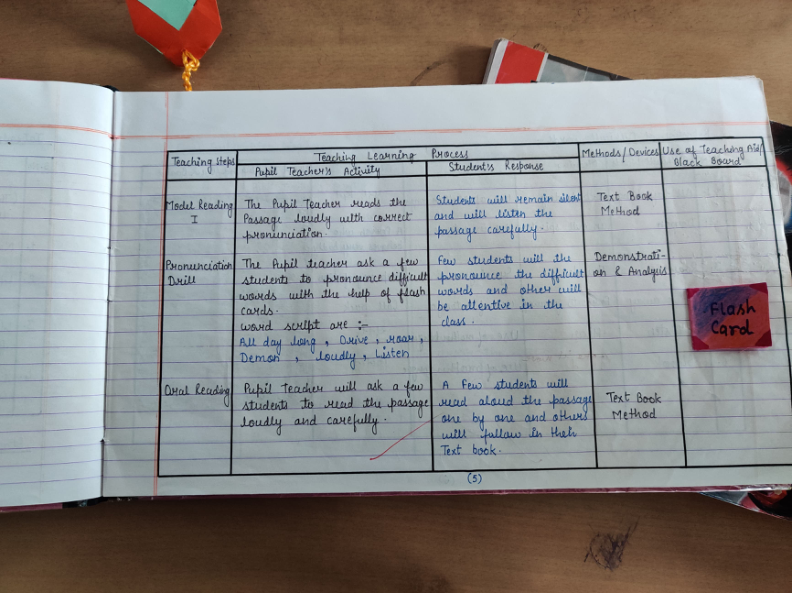 Teaching Steps
Teaching Learning Process
Pupil Teacher's Activity
Student's Response
Methods/Devices
Use of Teaching Aid/
Black Board
Model Reading
I
The Pupil Teacher reads the
Passage loudly with correct
pronunciation.
Students will remain silent
and will listen the
passage carefully.
Text Book
Method
Pronunciation
Drill
The Pupil teacher ask a few
students to pronounce difficult
words with the help of flash
cards.
word script are :-
All day long, Drive, roar,
Demon, loudly, Listen
Few students will the
pronounce the difficult
words and other will
be attentive in the
class.
Demonstrati-
on & Analysis
Flash
Card
Oral Reading
Pupil Teacher will ask a few
students to read the passage
loudly and carefully.
A Few students will
read aloud the passage
one by one and others
will follow in their
Text book.
Text Book
Method
(5)